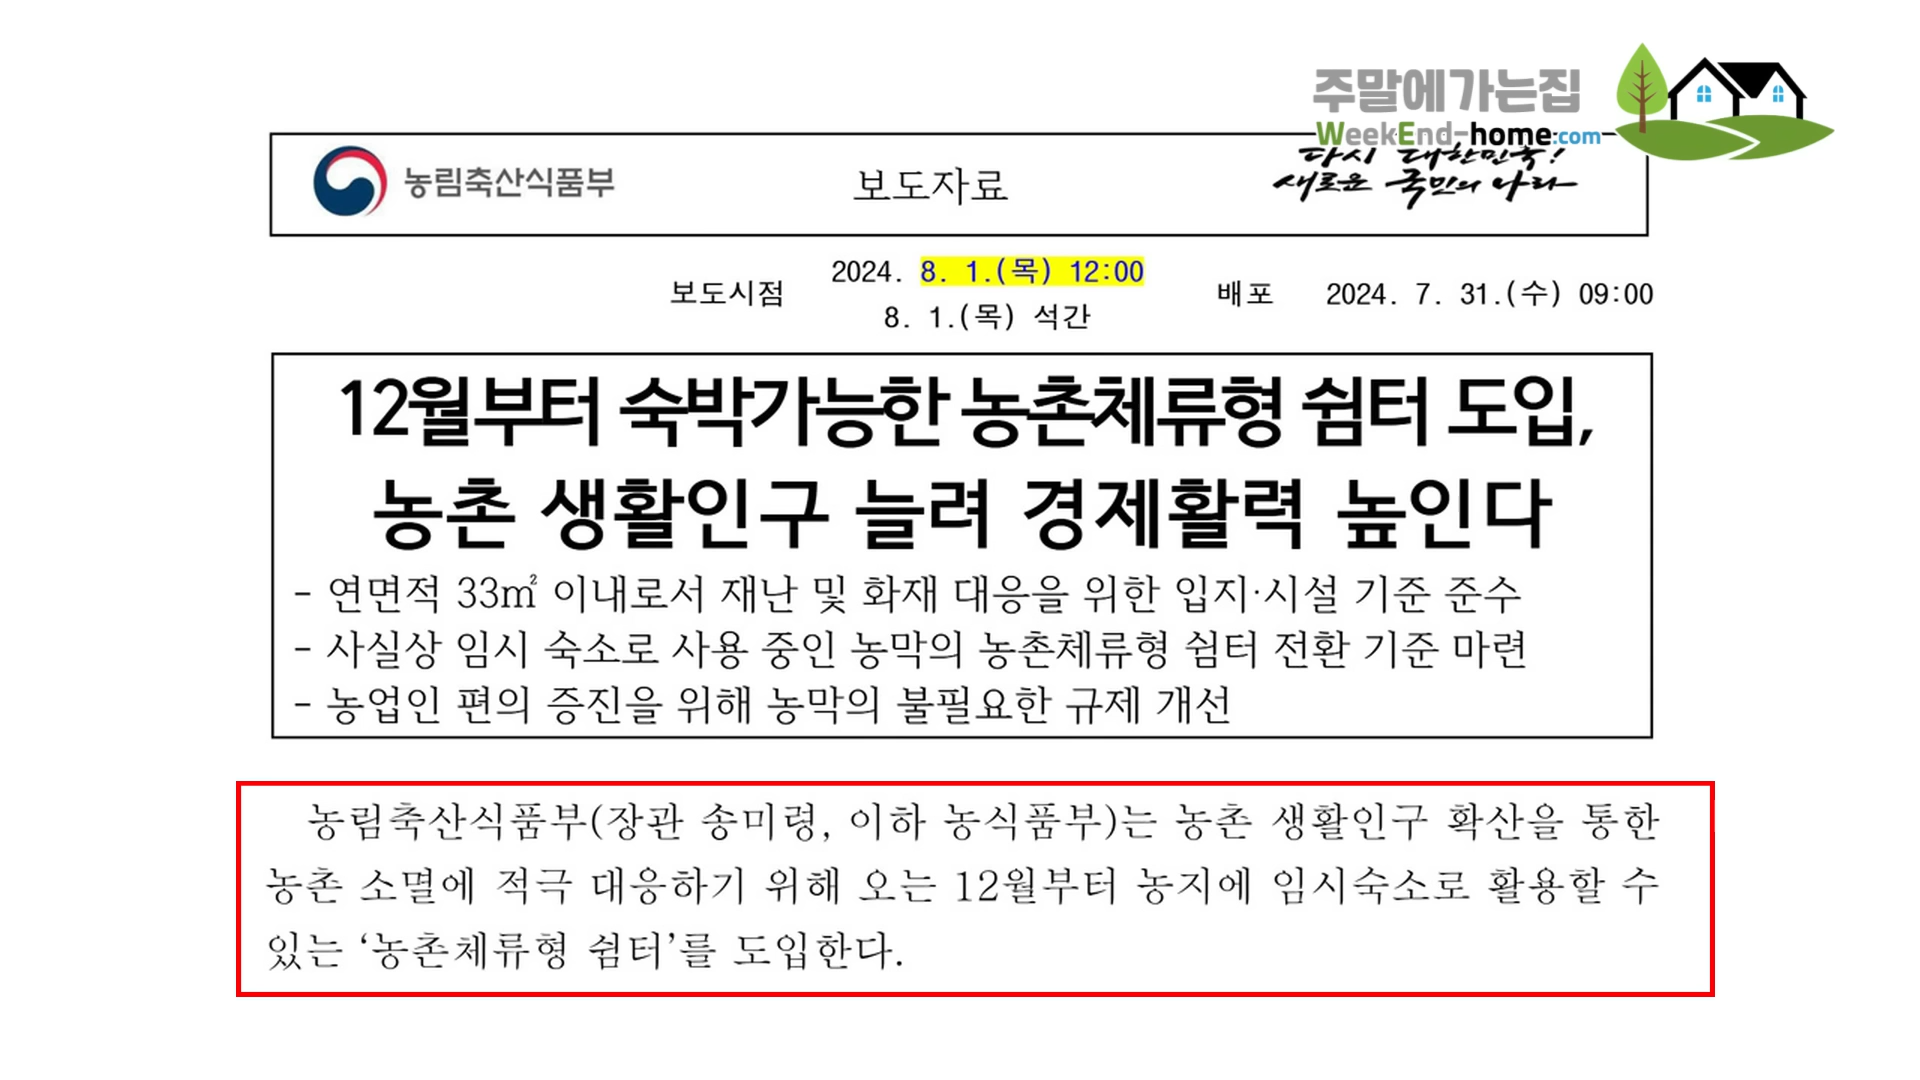 주말에가는집
WeekEnd-home.com
농림축산식품부
보도자료
다시 대한민국!
새로운 국민의 나라
보도시점
2024. 8. 1.(목) 12:00
8. 1.(목) 석간
배포
2024. 7. 31.(수) 09:00
12월부터 숙박가능한 농촌체류형 쉼터 도입,
농촌 생활인구 늘려 경제활력 높인다
- 연면적 33㎡ 이내로서 재난 및 화재 대응을 위한 입지·시설 기준 준수
- 사실상 임시 숙소로 사용 중인 농막의 농촌체류형 쉼터 전환 기준 마련
- 농업인 편의 증진을 위해 농막의 불필요한 규제 개선
농림축산식품부(장관 송미령, 이하 농식품부)는 농촌 생활인구 확산을 통한
농촌 소멸에 적극 대응하기 위해 오는 12월부터 농지에 임시숙소로 활용할 수
있는 ‘농촌체류형 쉼터’를 도입한다.